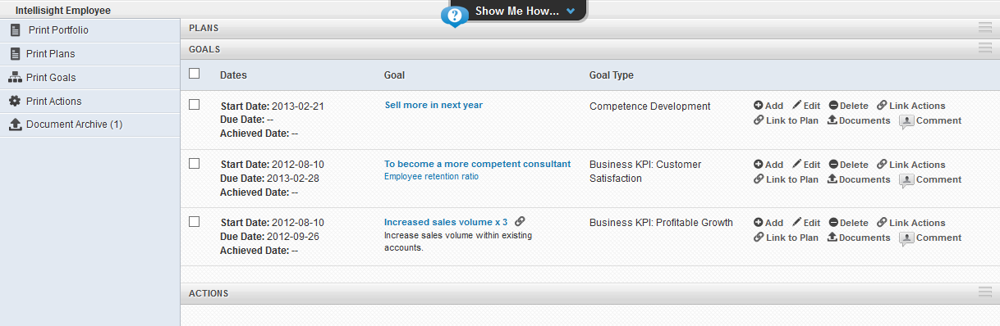 Intellisight Employee
Show Me How...
Print Portfolio
Print Plans
Print Goals
Print Actions
Document Archive (1)
PLANS
GOALS
Dates Goal Goal Type
Start Date: 2013-02-21 Sell more in next year Competence Development Add Edit Delete Link Actions
Due Date: -- Link to Plan Documents Comment
Achieved Date: --
Start Date: 2012-08-10 To become a more competent consultant Business KPI: Customer Add Edit Delete Link Actions
Due Date: 2013-02-28 Employee retention ratio Satisfaction Link to Plan Documents Comment
Achieved Date: --
Start Date: 2012-08-10 Increased sales volume x 3 Business KPI: Profitable Growth Add Edit Delete Link Actions
Due Date: 2012-09-26 Increase sales volume within existing Link to Plan Documents Comment
Achieved Date: -- accounts.
ACTIONS